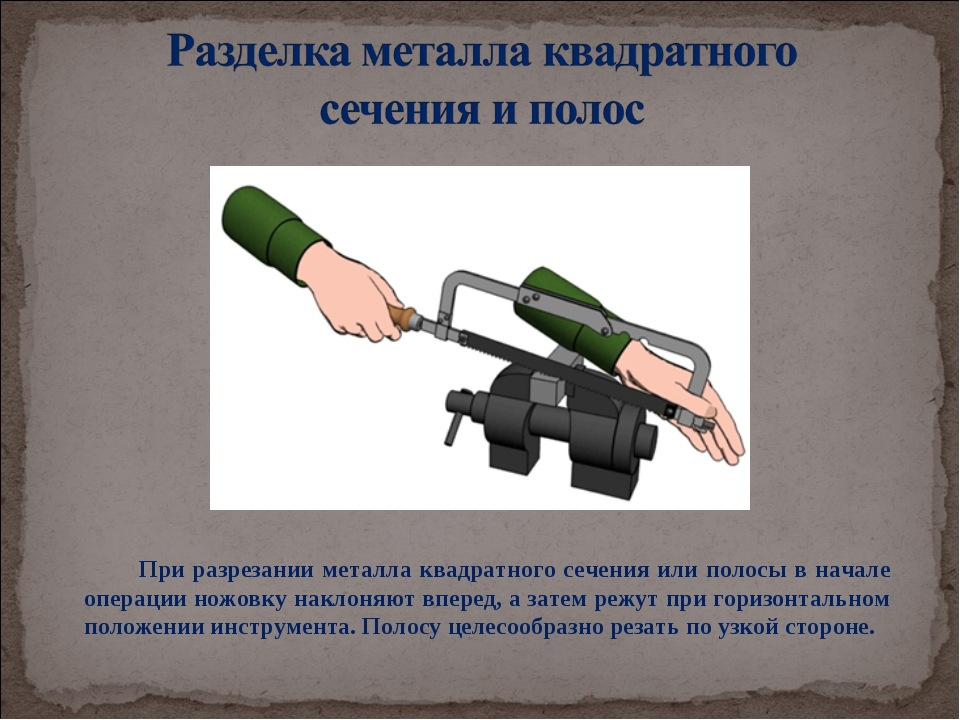 Разделка металла квадратного
сечения и полос
При разрезании металла квадратного сечения или полосы в начале
операции ножовку наклоняют вперед, а затем режут при горизонтальном
положении инструмента. Полосу целесообразно резать по узкой стороне.